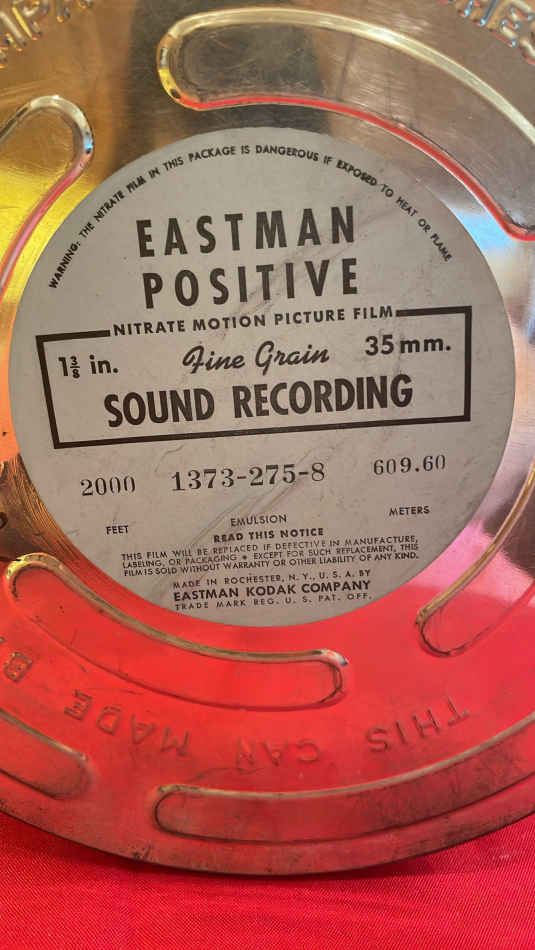 WARNING: THE NITRATE FILM IN THIS PACKAGE IS DANGEROUS IF EXPOSED TO HEAT OR FLAME
EASTMAN
POSITIVE
NITRATE MOTION PICTURE FILM
1⅜ in. Fine Grain 35mm.
SOUND RECORDING
2000 1373-275-8 609.60
FEET EMULSION METERS
READ THIS NOTICE
THIS FILM WILL BE REPLACED IF DEFECTIVE IN MANUFACTURE,
LABELING, OR PACKAGING • EXCEPT FOR SUCH REPLACEMENT, THIS
FILM IS SOLD WITHOUT WARRANTY OR OTHER LIABILITY OF ANY KIND.
MADE IN ROCHESTER, N. Y., U. S. A. BY
EASTMAN KODAK COMPANY
TRADE MARK REG. U. S. PAT. OFF.
THIS CAN MADE